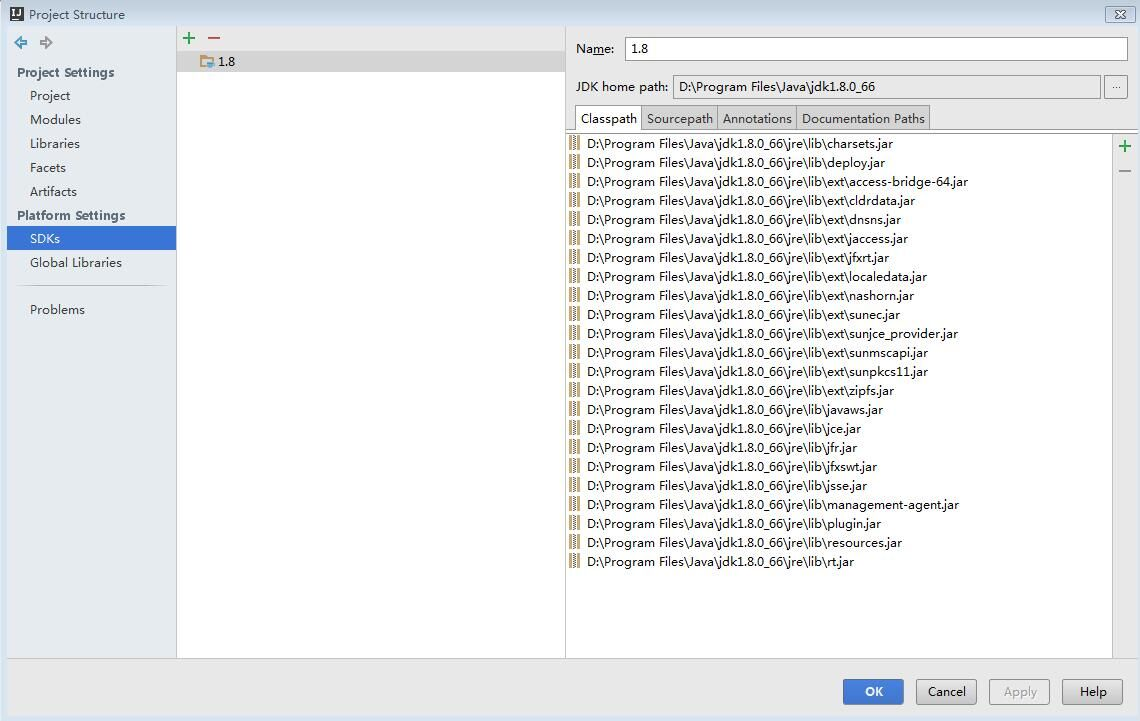 Project Structure
Project Settings
Project
Modules
Libraries
Facets
Artifacts
Platform Settings
SDKs
Global Libraries
Problems
1.8
Name: 1.8
JDK home path: D:\Program Files\Java\jdk1.8.0_66 ...
Classpath Sourcepath Annotations Documentation Paths
D:\Program Files\Java\jdk1.8.0_66\jre\lib\charsets.jar
D:\Program Files\Java\jdk1.8.0_66\jre\lib\deploy.jar
D:\Program Files\Java\jdk1.8.0_66\jre\lib\ext\access-bridge-64.jar
D:\Program Files\Java\jdk1.8.0_66\jre\lib\ext\cldrdata.jar
D:\Program Files\Java\jdk1.8.0_66\jre\lib\ext\dnsns.jar
D:\Program Files\Java\jdk1.8.0_66\jre\lib\ext\jaccess.jar
D:\Program Files\Java\jdk1.8.0_66\jre\lib\ext\jfxrt.jar
D:\Program Files\Java\jdk1.8.0_66\jre\lib\ext\localedata.jar
D:\Program Files\Java\jdk1.8.0_66\jre\lib\ext\nashorn.jar
D:\Program Files\Java\jdk1.8.0_66\jre\lib\ext\sunec.jar
D:\Program Files\Java\jdk1.8.0_66\jre\lib\ext\sunjce_provider.jar
D:\Program Files\Java\jdk1.8.0_66\jre\lib\ext\sunmscapi.jar
D:\Program Files\Java\jdk1.8.0_66\jre\lib\ext\sunpkcs11.jar
D:\Program Files\Java\jdk1.8.0_66\jre\lib\ext\zipfs.jar
D:\Program Files\Java\jdk1.8.0_66\jre\lib\javaws.jar
D:\Program Files\Java\jdk1.8.0_66\jre\lib\jce.jar
D:\Program Files\Java\jdk1.8.0_66\jre\lib\jfr.jar
D:\Program Files\Java\jdk1.8.0_66\jre\lib\jfxswt.jar
D:\Program Files\Java\jdk1.8.0_66\jre\lib\jsse.jar
D:\Program Files\Java\jdk1.8.0_66\jre\lib\management-agent.jar
D:\Program Files\Java\jdk1.8.0_66\jre\lib\plugin.jar
D:\Program Files\Java\jdk1.8.0_66\jre\lib\resources.jar
D:\Program Files\Java\jdk1.8.0_66\jre\lib\rt.jar
OK Cancel Apply Help